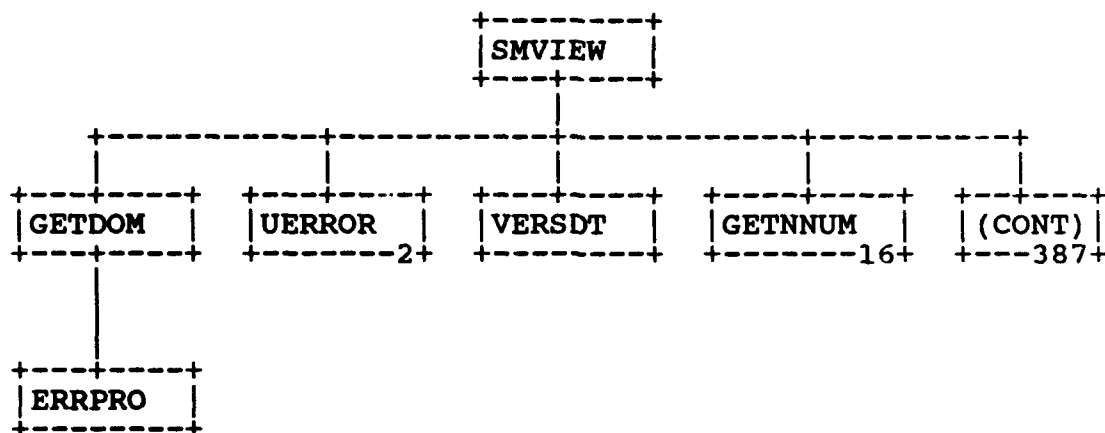 SMVIEW
GETDOM UERROR VERSDT GETNNUM (CONT)
2 16 387
ERRPRO